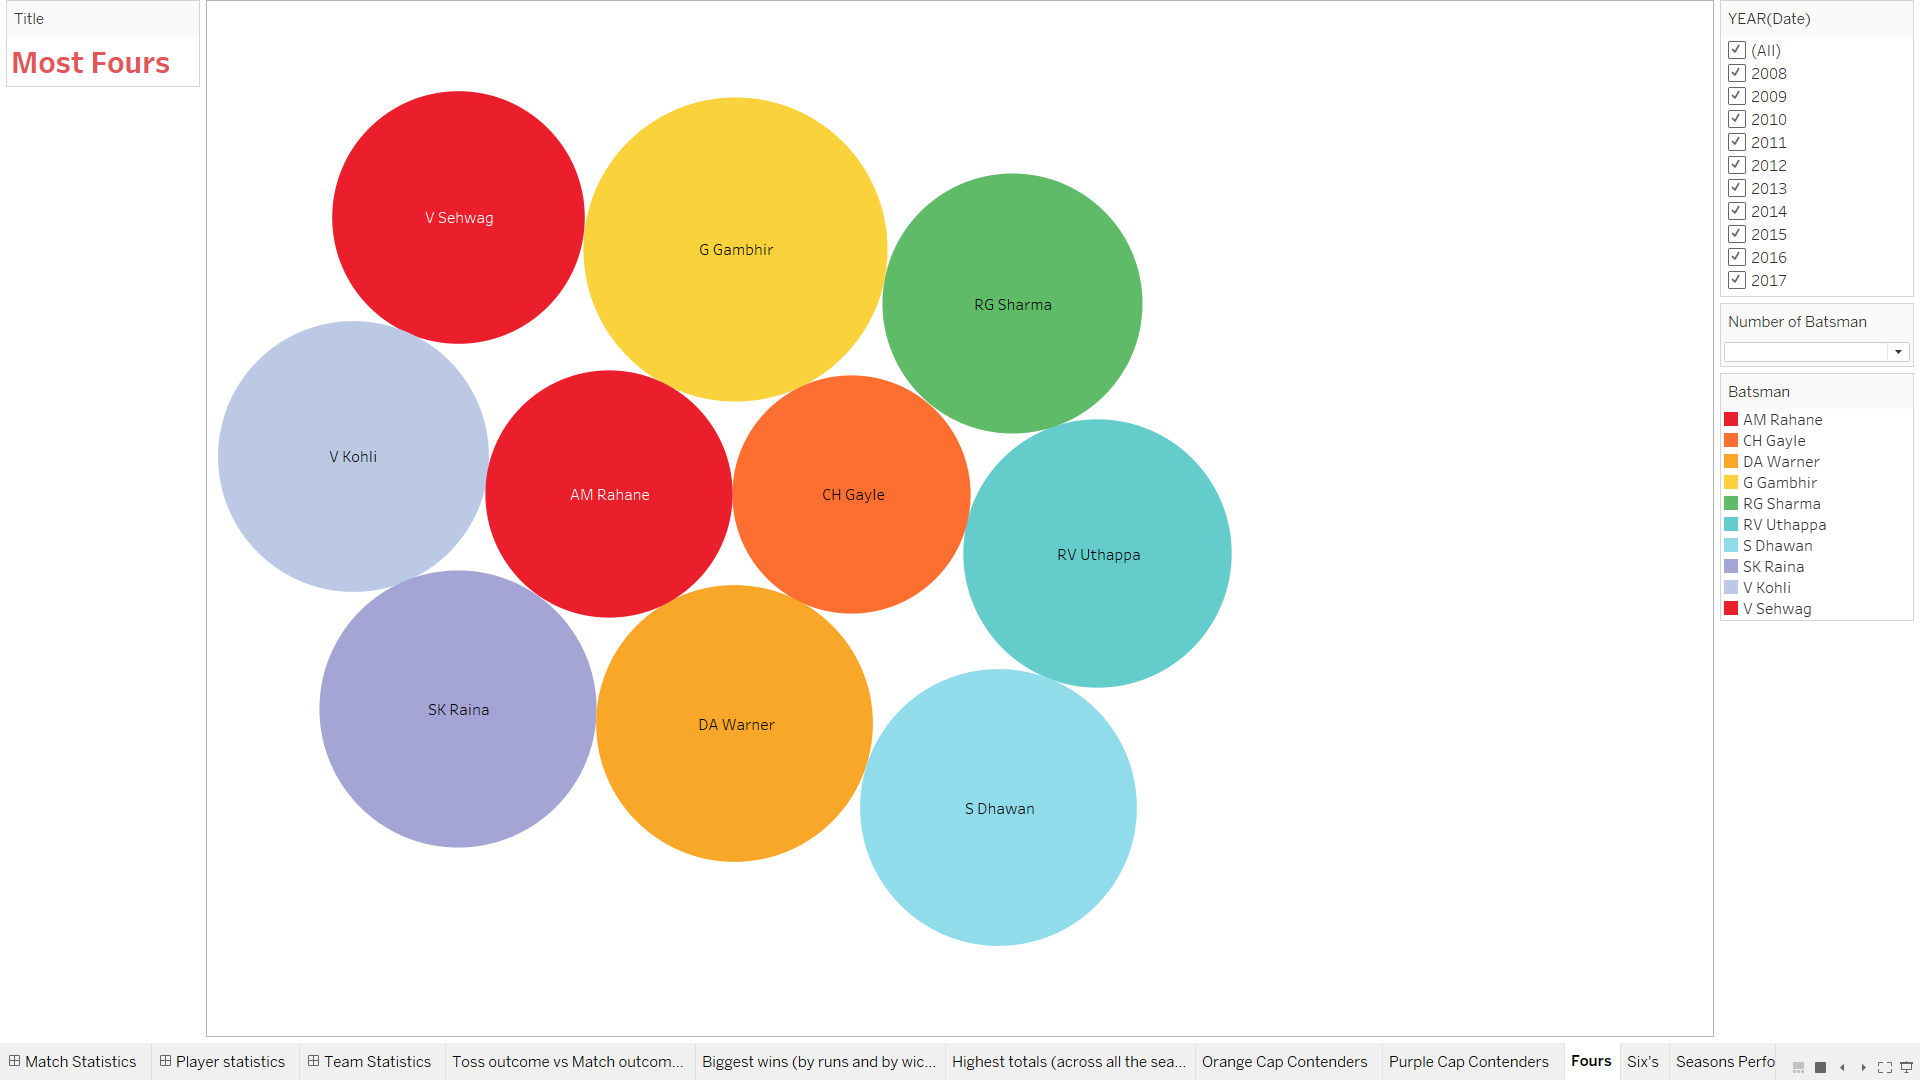 Title
Most Fours
V Sehwag
G Gambhir
RG Sharma
V Kohli
AM Rahane
CH Gayle
RV Uthappa
SK Raina
DA Warner
S Dhawan
YEAR(Date)
(All)
2008
2009
2010
2011
2012
2013
2014
2015
2016
2017
Number of Batsman
Batsman
AM Rahane
CH Gayle
DA Warner
G Gambhir
RG Sharma
RV Uthappa
S Dhawan
SK Raina
V Kohli
V Sehwag
Match Statistics
Player statistics
Team Statistics
Toss outcome vs Match outcom...
Biggest wins (by runs and by wic...
Highest totals (across all the sea...
Orange Cap Contenders
Purple Cap Contenders
Fours
Six's
Seasons Perfo